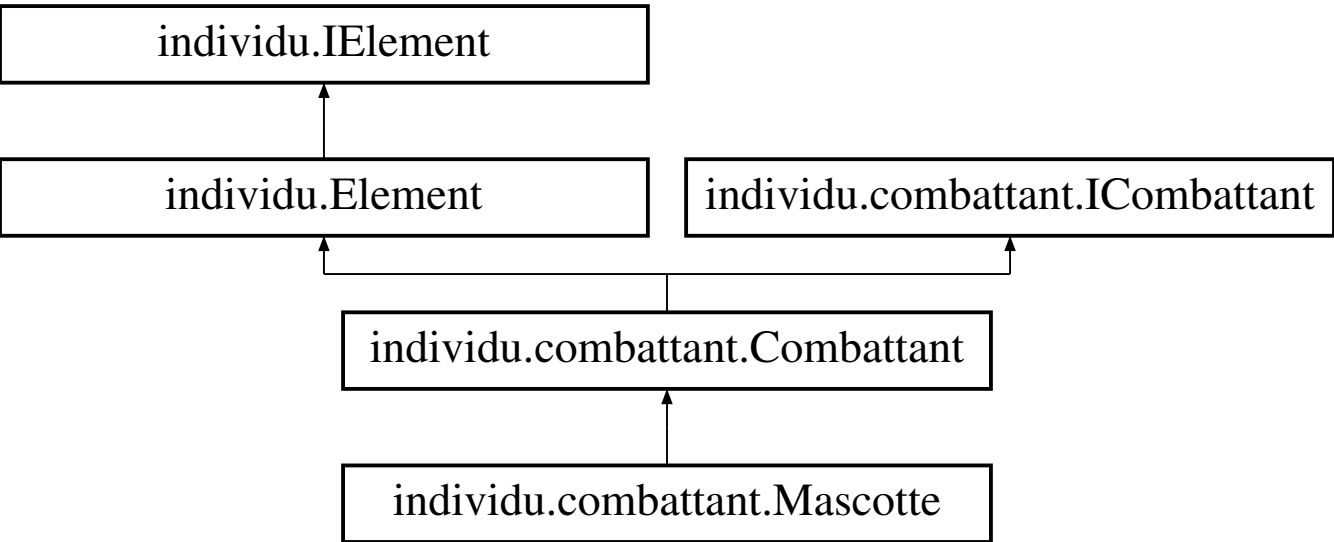 individu.IElement
individu.Element
individu.combattant.ICombattant
individu.combattant.Combattant
individu.combattant.Mascotte